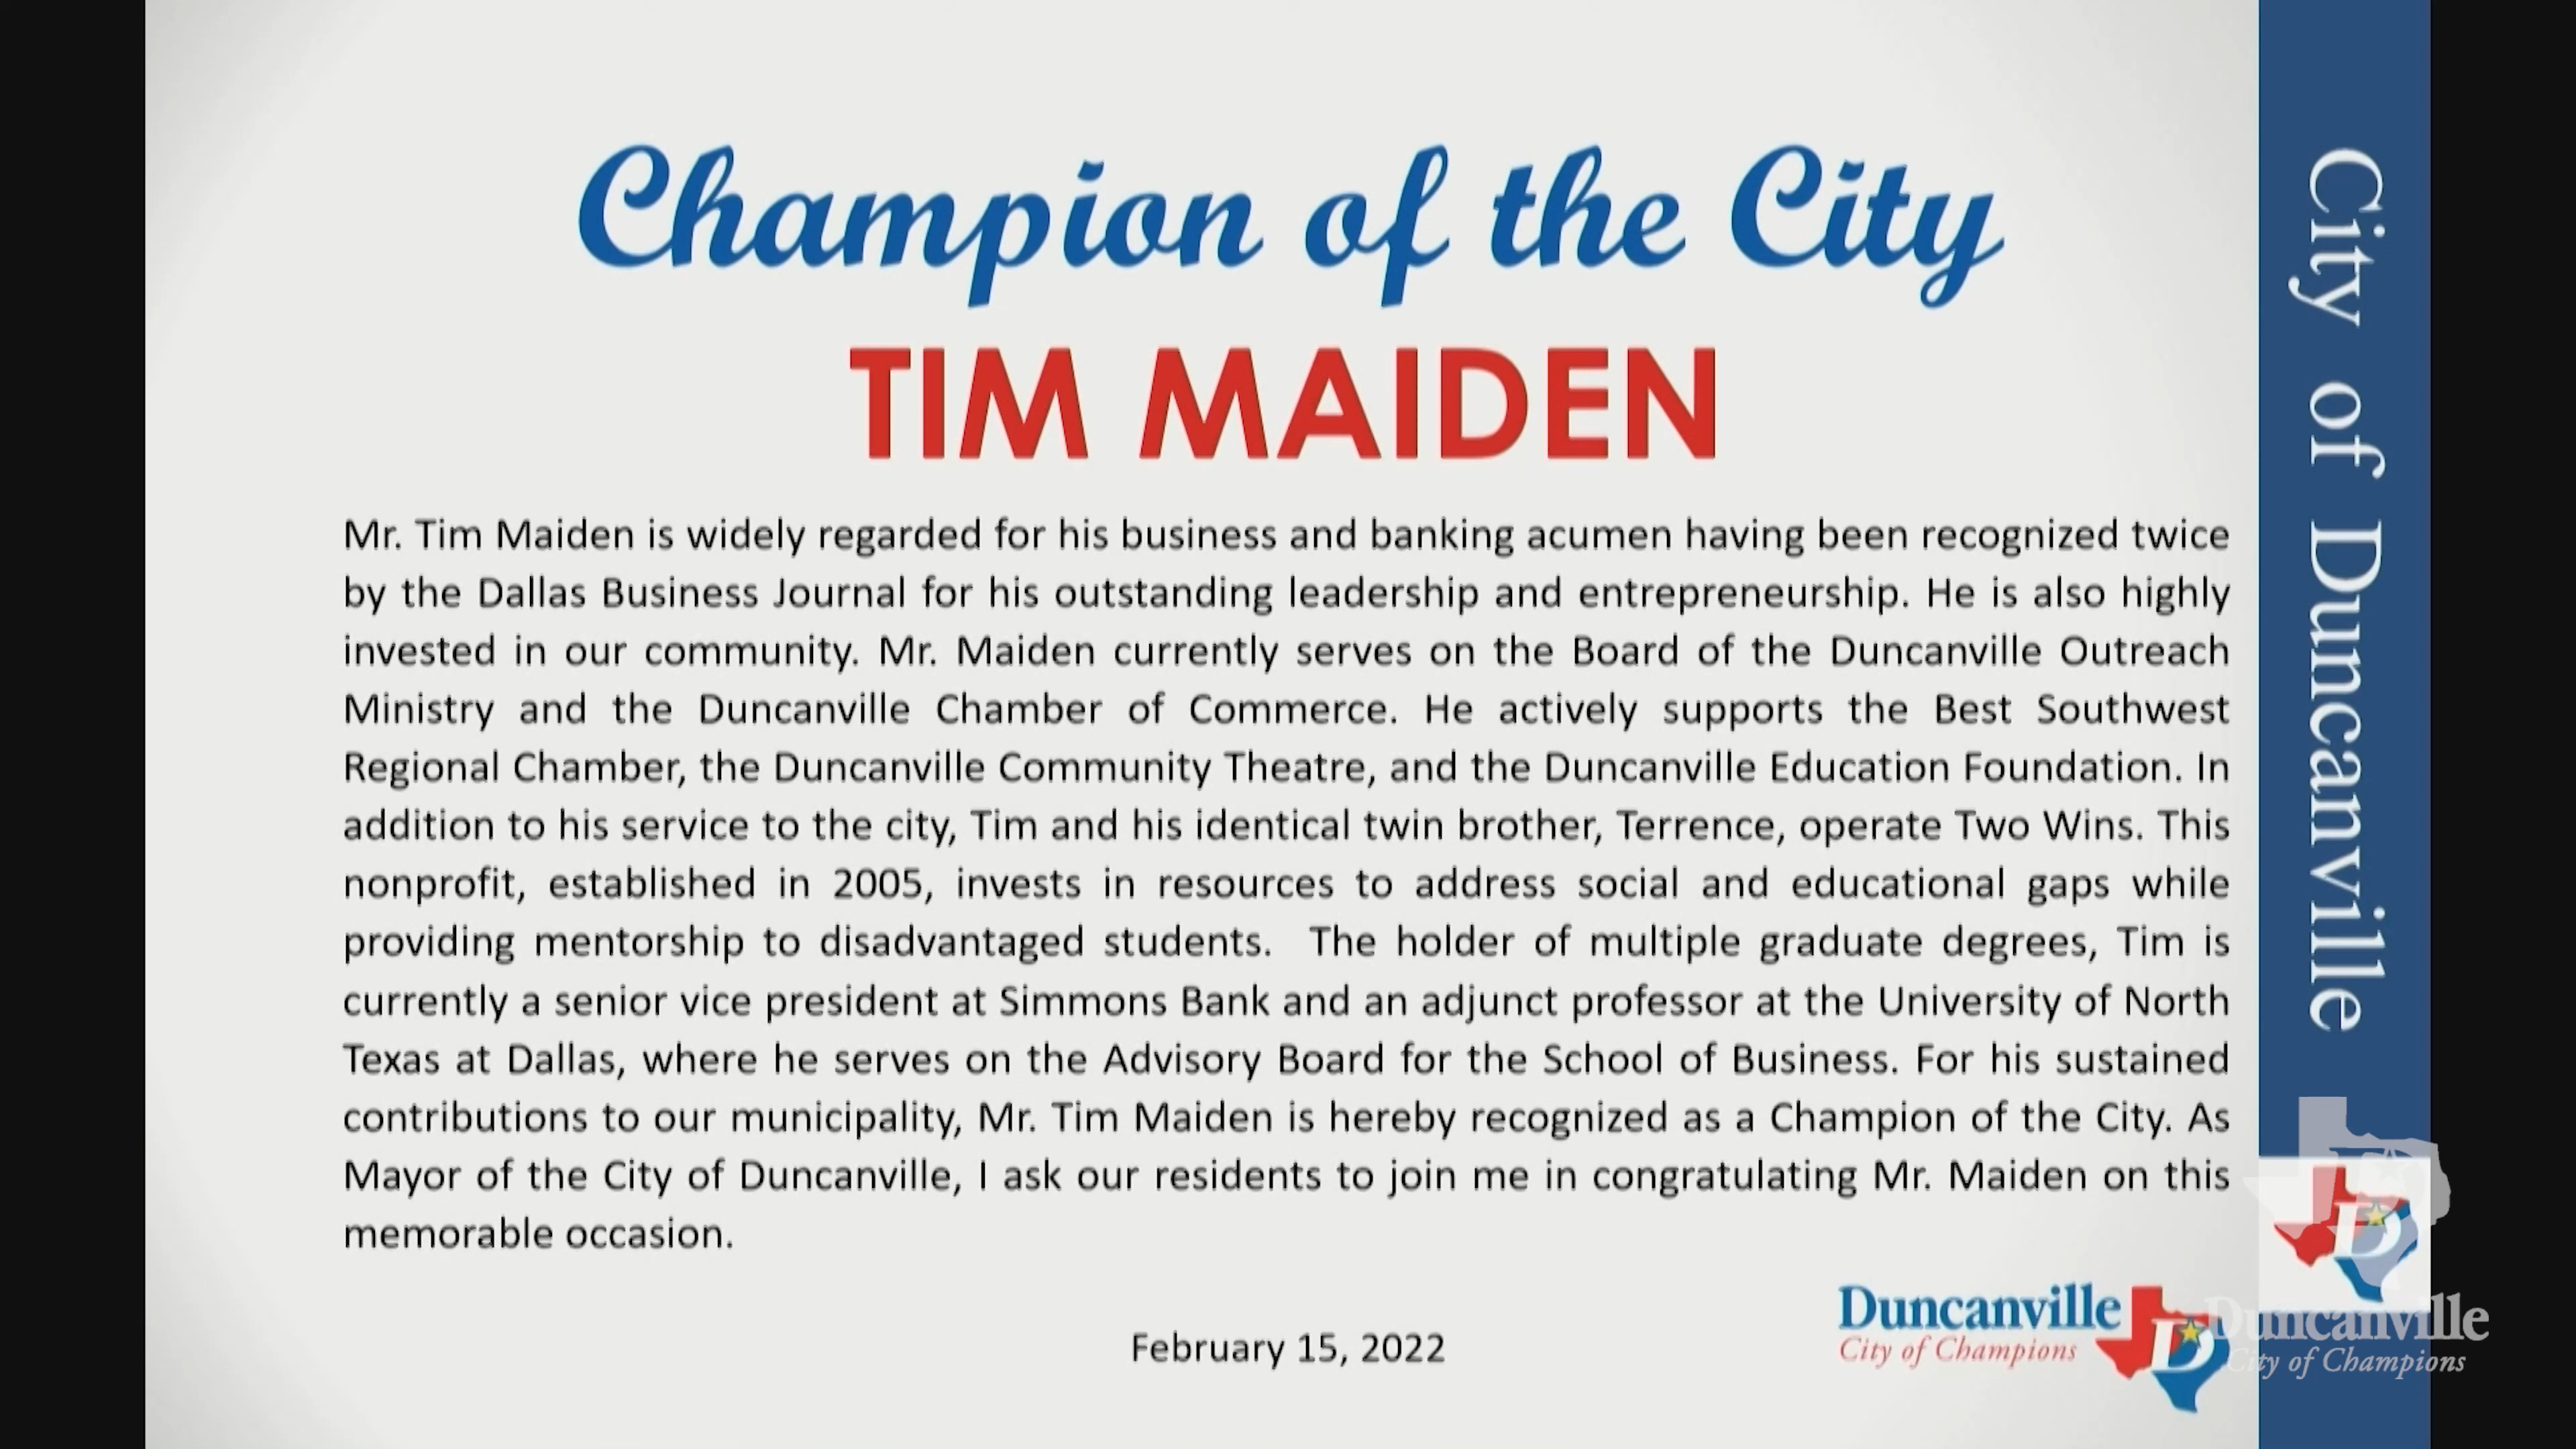 Champion of the City
TIM MAIDEN
Mr. Tim Maiden is widely regarded for his business and banking acumen having been recognized twice
by the Dallas Business Journal for his outstanding leadership and entrepreneurship. He is also highly
invested in our community. Mr. Maiden currently serves on the Board of the Duncanville Outreach
Ministry and the Duncanville Chamber of Commerce. He actively supports the Best Southwest
Regional Chamber, the Duncanville Community Theatre, and the Duncanville Education Foundation. In
addition to his service to the city, Tim and his identical twin brother, Terrence, operate Two Wins. This
nonprofit, established in 2005, invests in resources to address social and educational gaps while
providing mentorship to disadvantaged students.  The holder of multiple graduate degrees, Tim is
currently a senior vice president at Simmons Bank and an adjunct professor at the University of North
Texas at Dallas, where he serves on the Advisory Board for the School of Business. For his sustained
contributions to our municipality, Mr. Tim Maiden is hereby recognized as a Champion of the City. As
Mayor of the City of Duncanville, I ask our residents to join me in congratulating Mr. Maiden on this
memorable occasion.
February 15, 2022
Duncanville
City of Champions
D
City of Duncanville
D
Duncanville
City of Champions